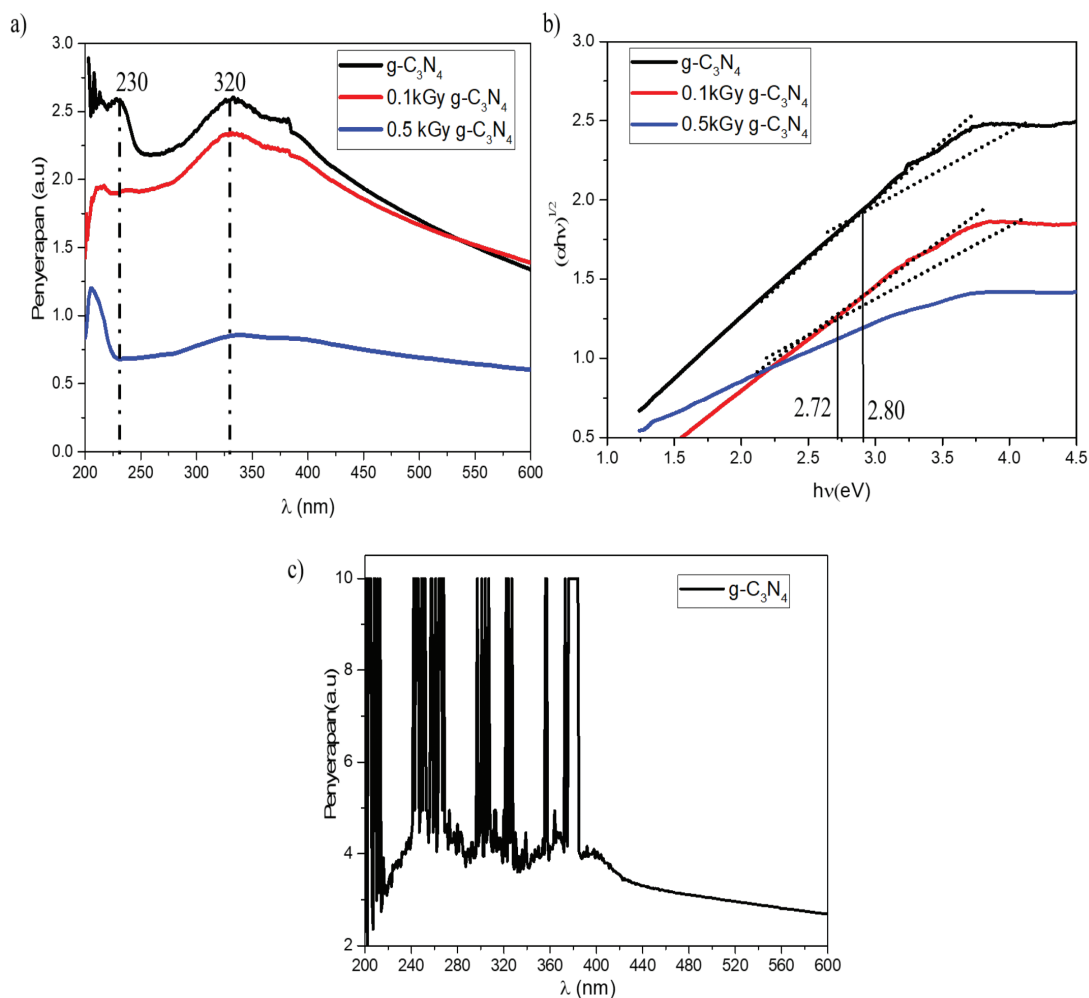 a)
230
320
g-C₃N₄
0.1kGy g-C₃N₄
0.5 kGy g-C₃N₄
Penyerapan (a.u)
3.0
2.5
2.0
1.5
1.0
0.5
0.0
200 250 300 350 400 450 500 550 600
λ (nm)
b)
g-C₃N₄
0.1kGy g-C₃N₄
0.5kGy g-C₃N₄
(αhν)^1/2
3.0
2.5
2.0
1.5
1.0
0.5
2.72
2.80
1.0 1.5 2.0 2.5 3.0 3.5 4.0 4.5
hν(eV)
c)
g-C₃N₄
Penyerapan(a.u)
10
8
6
4
2
200 240 280 320 360 400 440 480 520 560 600
λ (nm)